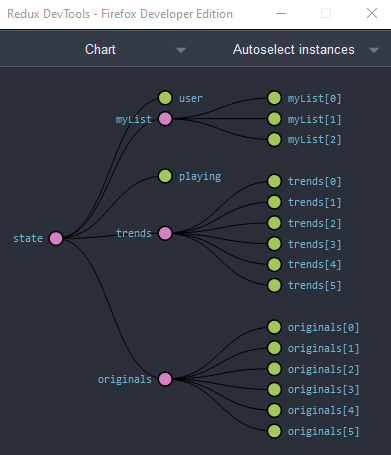 Redux DevTools - Firefox Developer Edition
Chart Autoselect instances
user
myList
myList[0]
myList[1]
myList[2]
playing
state
trends
trends[0]
trends[1]
trends[2]
trends[3]
trends[4]
trends[5]
originals
originals[0]
originals[1]
originals[2]
originals[3]
originals[4]
originals[5]